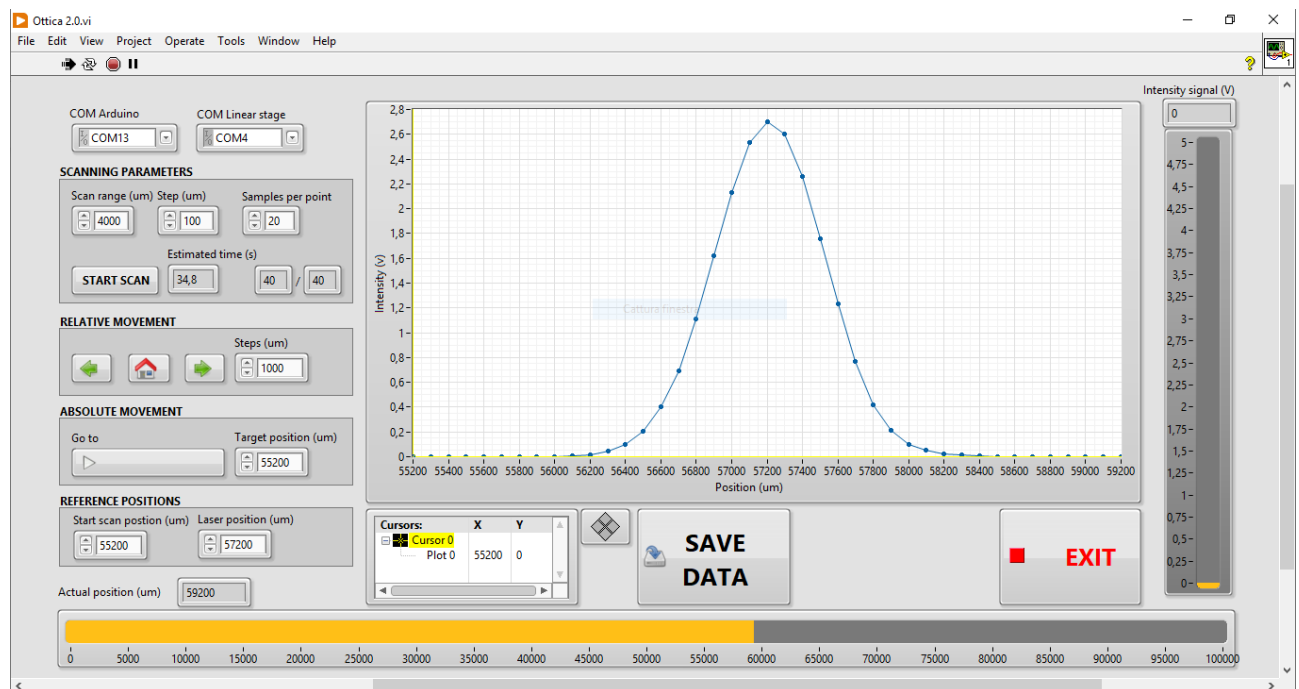 Ottica 2.0.vi
File Edit View Project Operate Tools Window Help
1
COM Arduino COM Linear stage
COM13 COM4
SCANNING PARAMETERS
Scan range (um) Step (um) Samples per point
4000 100 20
Estimated time (s)
START SCAN 34,8 40 / 40
RELATIVE MOVEMENT
Steps (um)
1000
ABSOLUTE MOVEMENT
Go to Target position (um)
55200
REFERENCE POSITIONS
Start scan postion (um) Laser position (um)
55200 57200
Actual position (um) 59200
Intensity (v)
2,8
2,6
2,4
2,2
2
1,8
1,6
1,4
1,2
1
0,8
0,6
0,4
0,2
0
Cattura finestra
55200 55400 55600 55800 56000 56200 56400 56600 56800 57000 57200 57400 57600 57800 58000 58200 58400 58600 58800 59000 59200
Position (um)
Cursors: X Y
Cursor 0
Plot 0 55200 0
SAVE
DATA
EXIT
Intensity signal (V)
0
5
4,75
4,5
4,25
4
3,75
3,5
3,25
3
2,75
2,5
2,25
2
1,75
1,5
1,25
1
0,75
0,5
0,25
0
0 5000 10000 15000 20000 25000 30000 35000 40000 45000 50000 55000 60000 65000 70000 75000 80000 85000 90000 95000 100000